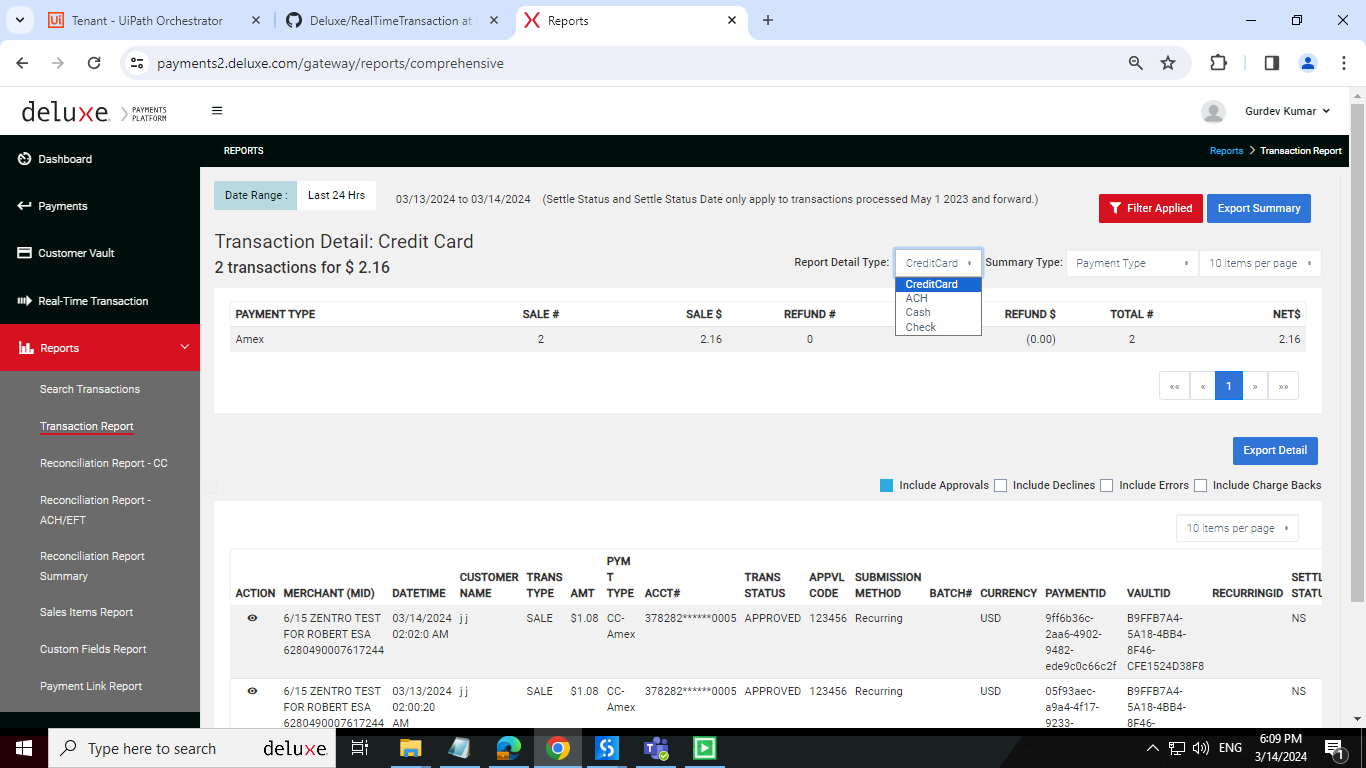 Tenant - UiPath Orchestrator
Deluxe/RealTimeTransaction at
Reports
payments2.deluxe.com/gateway/reports/comprehensive
deluxe.
PAYMENTS
PLATFORM
Gurdev Kumar
Dashboard
Payments
Customer Vault
Real-Time Transaction
Reports
Search Transactions
Transaction Report
Reconciliation Report - CC
Reconciliation Report -
ACH/EFT
Reconciliation Report
Summary
Sales Items Report
Custom Fields Report
Payment Link Report
REPORTS
Reports > Transaction Report
Date Range : Last 24 Hrs 03/13/2024 to 03/14/2024 (Settle Status and Settle Status Date only apply to transactions processed May 1 2023 and forward.)
Filter Applied Export Summary
Transaction Detail: Credit Card
2 transactions for $ 2.16
Report Detail Type: CreditCard Summary Type: Payment Type 10 items per page
CreditCard
ACH
Cash
Check
PAYMENT TYPE SALE # SALE $ REFUND # REFUND $ TOTAL # NET$
Amex 2 2.16 0 (0.00) 2 2.16
«« « 1 » »»
Export Detail
Include Approvals Include Declines Include Errors Include Charge Backs
10 items per page
ACTION MERCHANT (MID) DATETIME CUSTOMER NAME TRANS TYPE AMT PYM T TYPE ACCT# TRANS STATUS APPVL CODE SUBMISSION METHOD BATCH# CURRENCY PAYMENTID VAULTID RECURRINGID SETTL STATU
6/15 ZENTRO TEST 03/14/2024 j j SALE $1.08 CC- 378282******0005 APPROVED 123456 Recurring USD 9ff6b36c- B9FFB7A4- NS
FOR ROBERT ESA 02:02:0 AM Amex 2aa6-4902- 5A18-4BB4-
6280490007617244 9482- 8F46-
ede9c0c66c2f CFE1524D38F8
6/15 ZENTRO TEST 03/13/2024 j j SALE $1.08 CC- 378282******0005 APPROVED 123456 Recurring USD 05f93aec- B9FFB7A4- NS
FOR ROBERT ESA 02:00:20 Amex a9a4-4f17- 5A18-4BB4-
6280490007617244 AM 9233- 8F46-
Type here to search
deluxe.
ENG
6:09 PM
3/14/2024
1